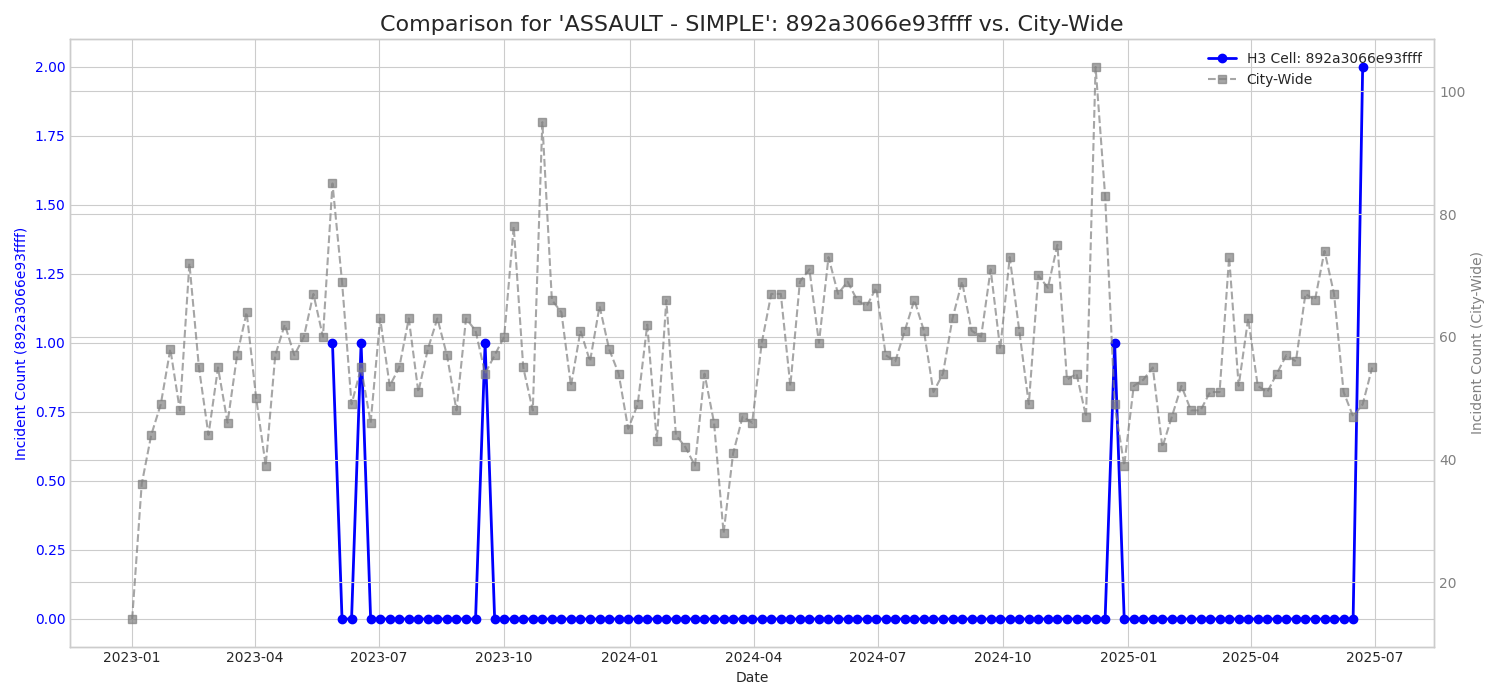 Comparison for 'ASSAULT - SIMPLE': 892a3066e93ffff vs. City-Wide
H3 Cell: 892a3066e93ffff
City-Wide
Incident Count (892a3066e93ffff)
2.00
1.75
1.50
1.25
1.00
0.75
0.50
0.25
0.00
100
80
60
40
20
Incident Count (City-Wide)
2023-01 2023-04 2023-07 2023-10 2024-01 2024-04 2024-07 2024-10 2025-01 2025-04 2025-07
Date